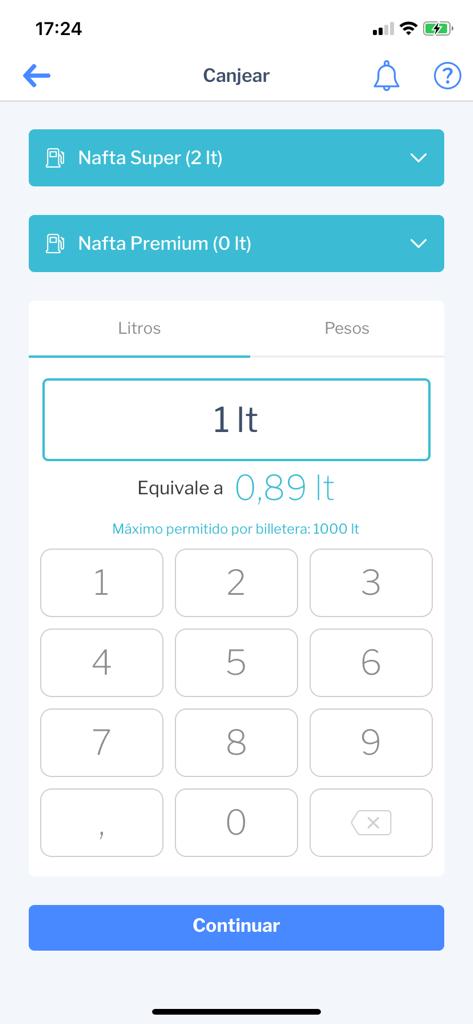 17:24
Canjear
?
Nafta Super (2 lt)
Nafta Premium (0 lt)
Litros Pesos
1 lt
Equivale a 0,89 lt
Máximo permitido por billetera: 1000 lt
1 2 3
4 5 6
7 8 9
, 0
Continuar